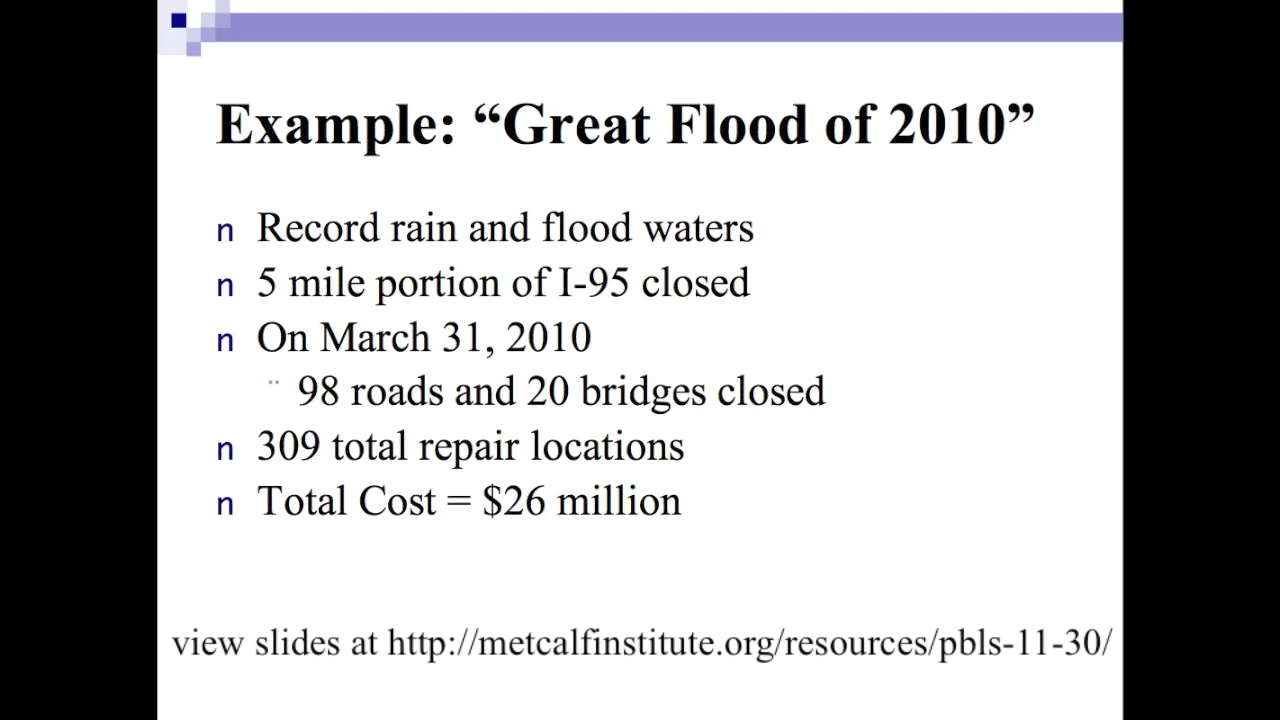 Example: “Great Flood of 2010”
n Record rain and flood waters
n 5 mile portion of I-95 closed
n On March 31, 2010
¨ 98 roads and 20 bridges closed
n 309 total repair locations
n Total Cost = $26 million
view slides at http://metcalfinstitute.org/resources/pbls-11-30/